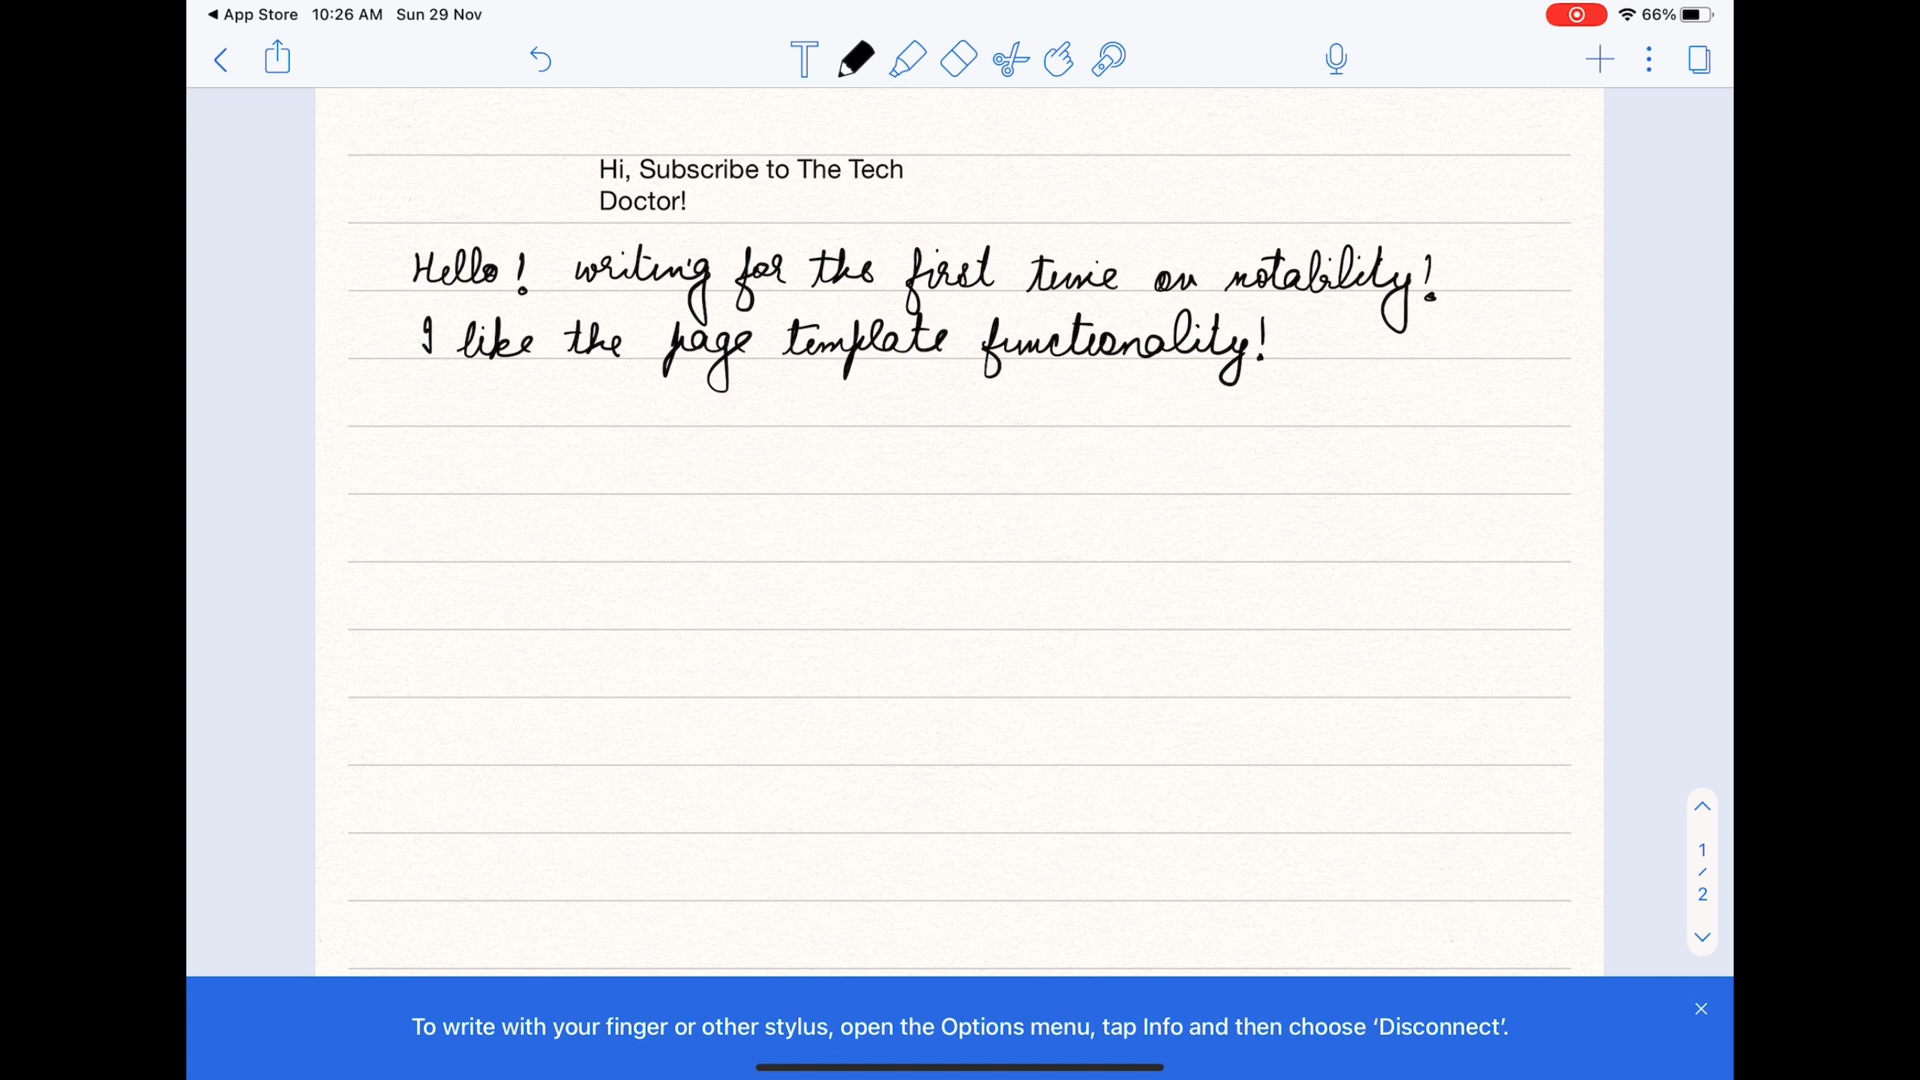 ◀ App Store 10:26 AM Sun 29 Nov 66%
Hi, Subscribe to The Tech
Doctor!
Hello! writing for the first time on notability!
I like the page template functionality!
1
/
2
To write with your finger or other stylus, open the Options menu, tap Info and then choose ‘Disconnect’.